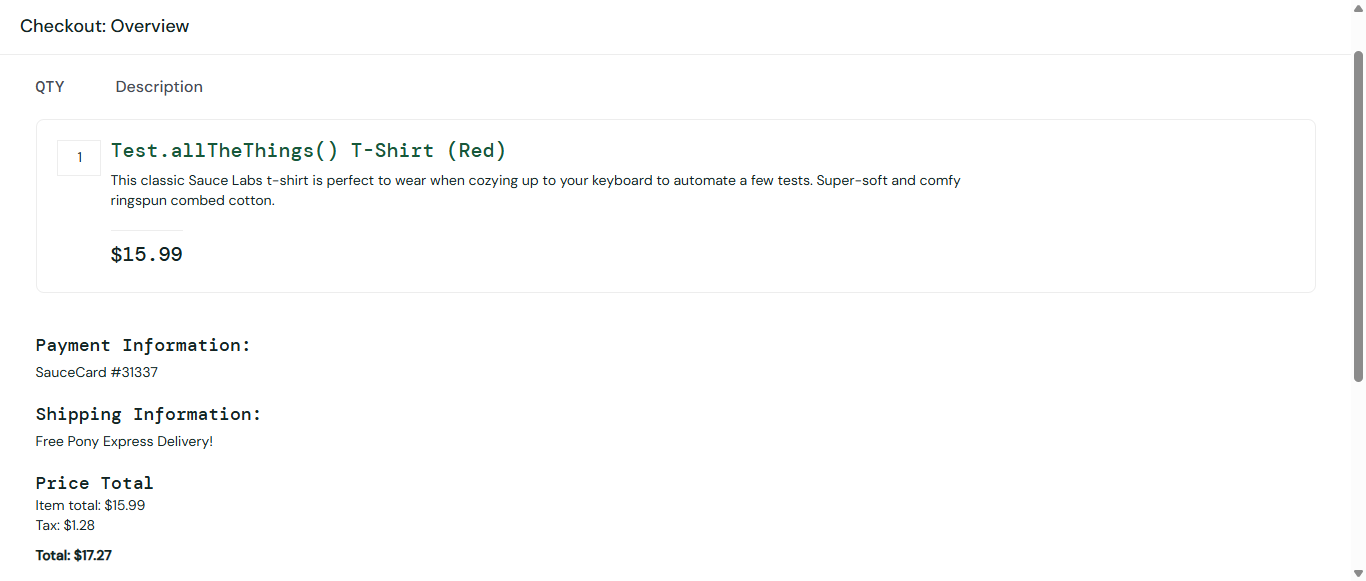 Checkout: Overview
QTY Description
1 Test.allTheThings() T-Shirt (Red)
This classic Sauce Labs t-shirt is perfect to wear when cozying up to your keyboard to automate a few tests. Super-soft and comfy
ringspun combed cotton.
$15.99
Payment Information:
SauceCard #31337
Shipping Information:
Free Pony Express Delivery!
Price Total
Item total: $15.99
Tax: $1.28
Total: $17.27